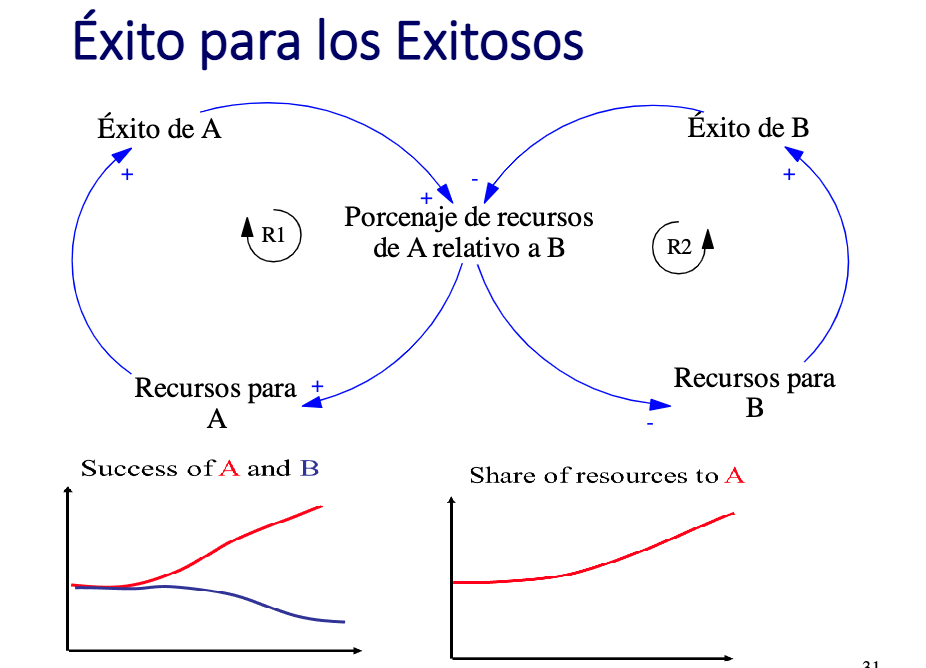 Éxito para los Exitosos
Éxito de A
Éxito de B
+
-
+
+
R1
Porcenaje de recursos
de A relativo a B
R2
Recursos para
A
+
Recursos para
B
-
Success of A and B
Share of resources to A
31